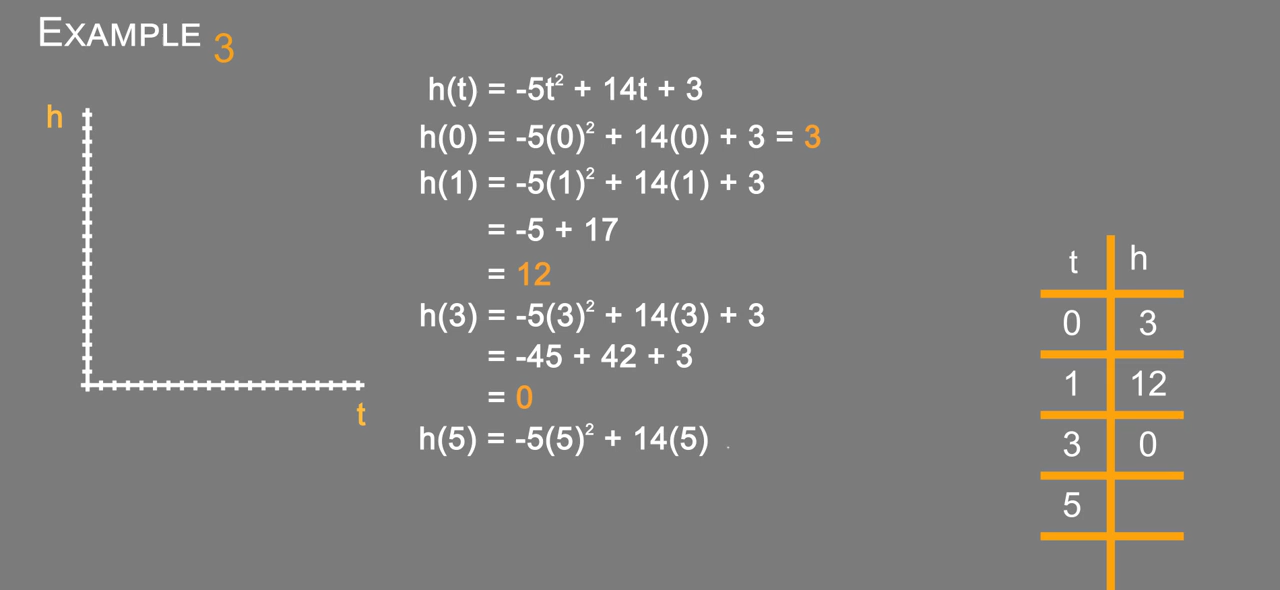 EXAMPLE 3
h
t
h(t) = -5t² + 14t + 3
h(0) = -5(0)² + 14(0) + 3 = 3
h(1) = -5(1)² + 14(1) + 3
= -5 + 17
= 12
h(3) = -5(3)² + 14(3) + 3
= -45 + 42 + 3
= 0
h(5) = -5(5)² + 14(5)
t h
0 3
1 12
3 0
5